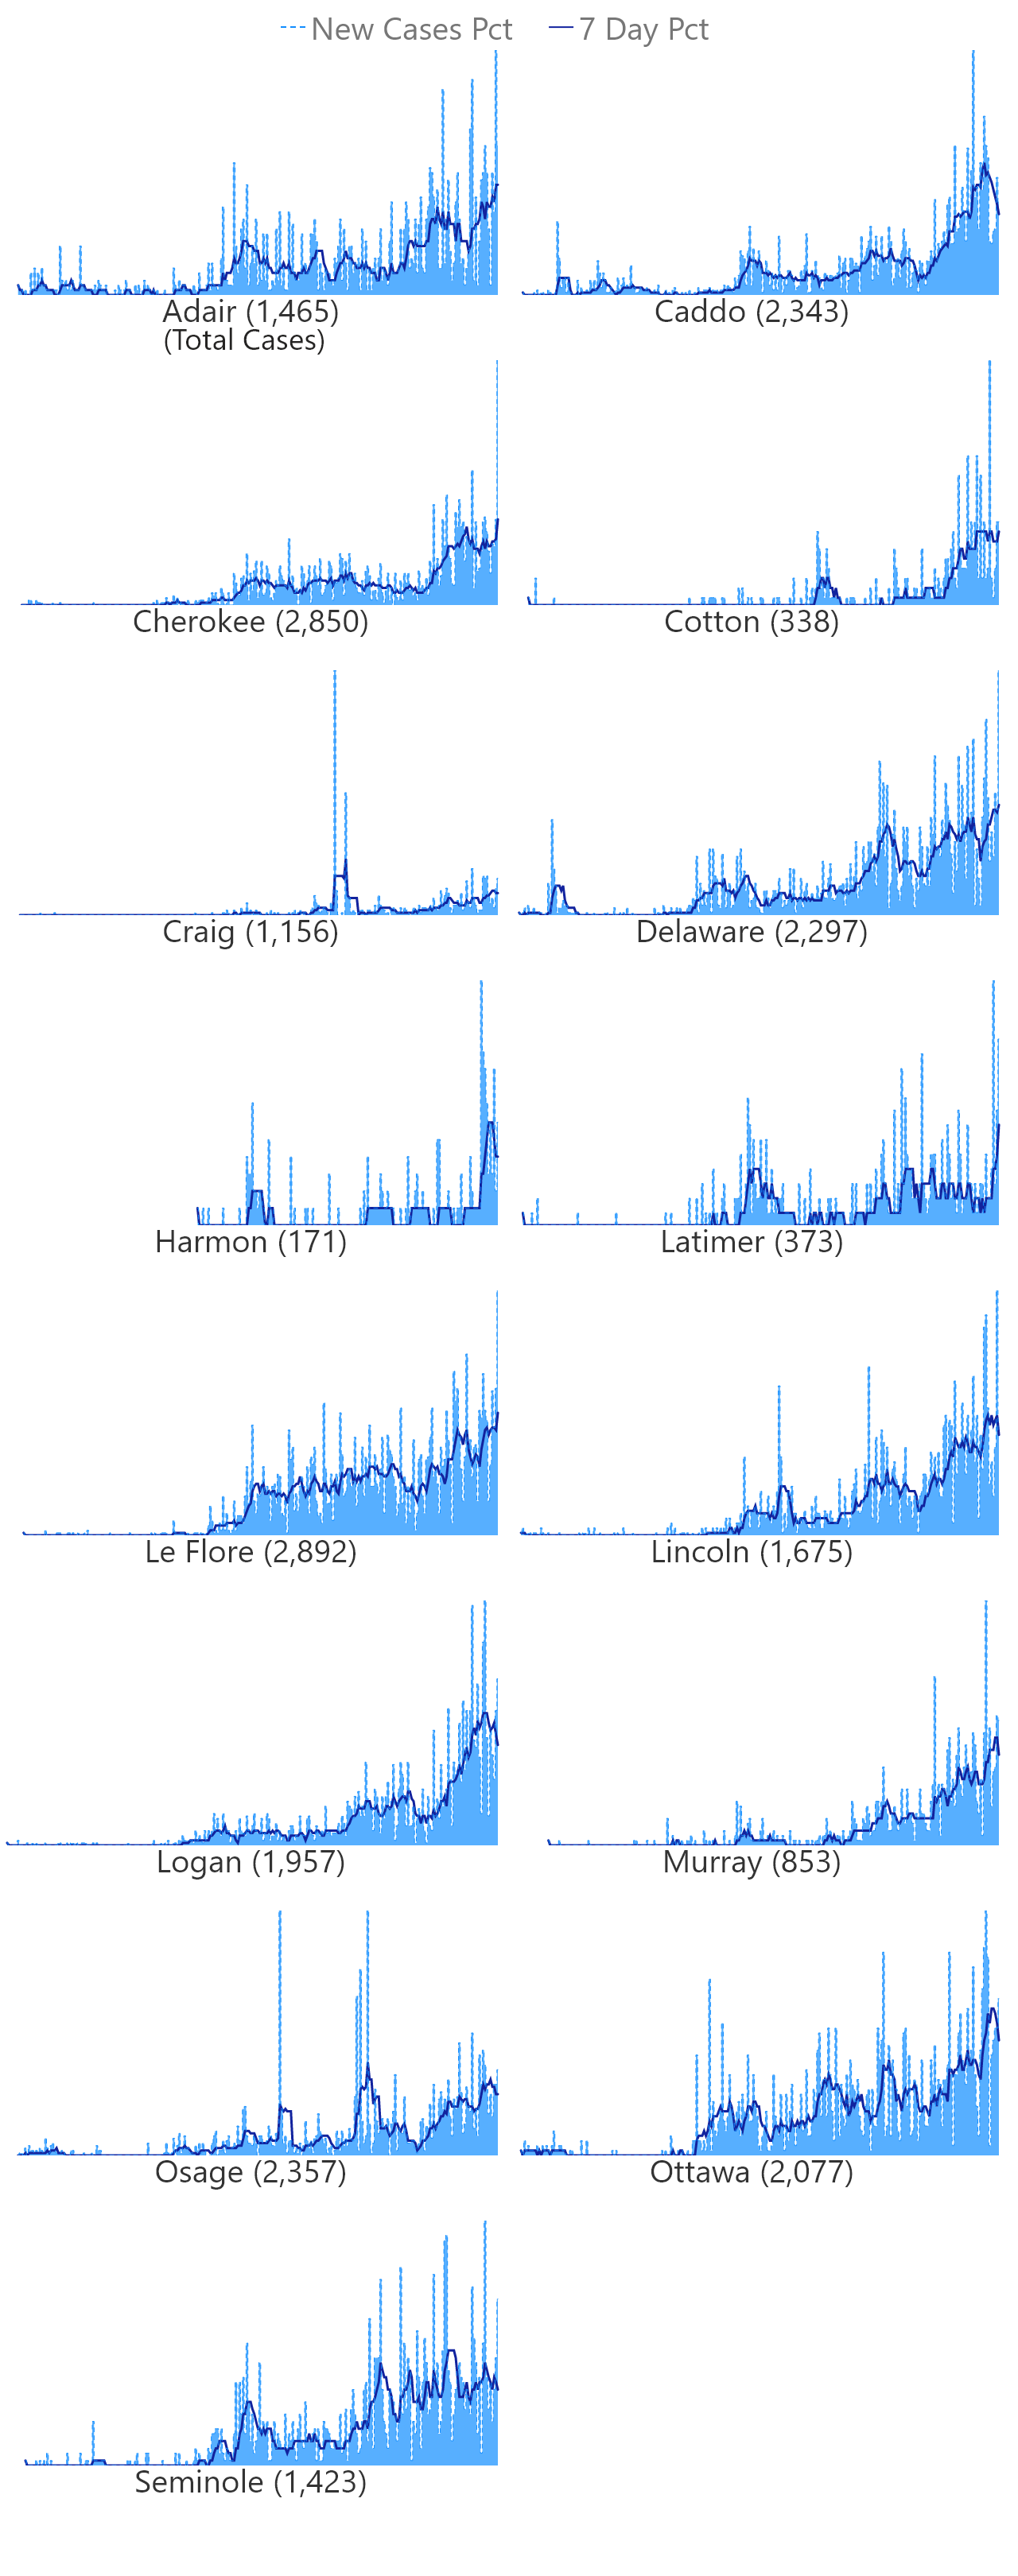 New Cases Pct 7 Day Pct
Adair (1,465)
(Total Cases)
Caddo (2,343)
Cherokee (2,850)
Cotton (338)
Craig (1,156)
Delaware (2,297)
Harmon (171)
Latimer (373)
Le Flore (2,892)
Lincoln (1,675)
Logan (1,957)
Murray (853)
Osage (2,357)
Ottawa (2,077)
Seminole (1,423)